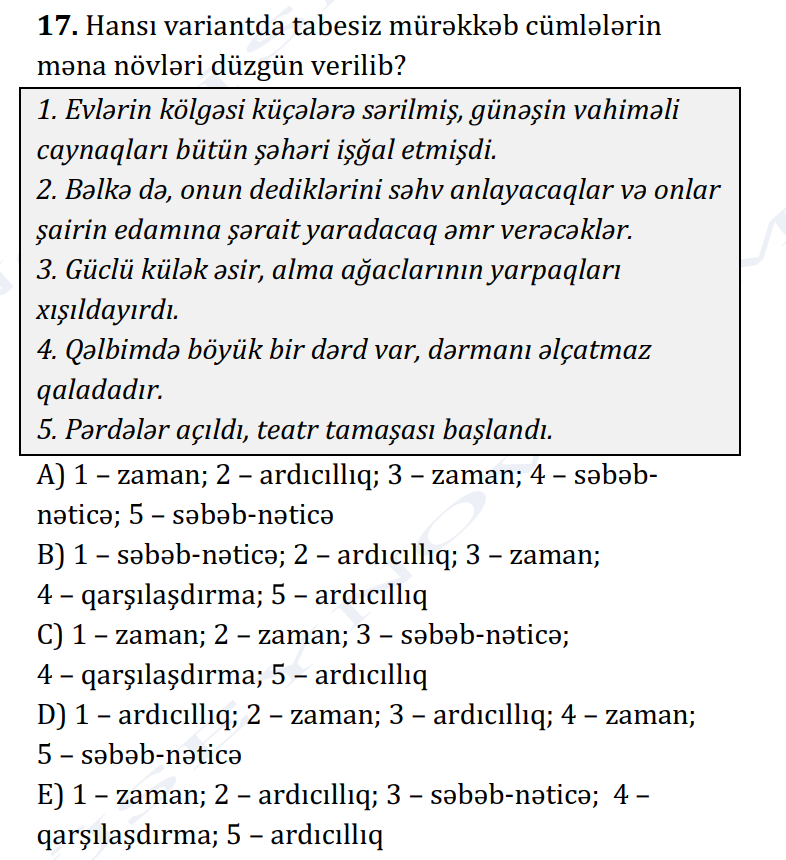 17. Hansı variantda tabesiz mürəkkəb cümlələrin
məna növləri düzgün verilib?
1. Evlərin kölgəsi küçələrə sərilmiş, günəşin vahiməli
caynaqları bütün şəhəri işğal etmişdi.
2. Bəlkə də, onun dediklərini səhv anlayacaqlar və onlar
şairin edamına şərait yaradacaq əmr verəcəklər.
3. Güclü külək əsir, alma ağaclarının yarpaqları
xışıldayırdı.
4. Qəlbimdə böyük bir dərd var, dərmanı əlçatmaz
qaladadır.
5. Pərdələr açıldı, teatr tamaşası başlandı.
A) 1 – zaman; 2 – ardıcıllıq; 3 – zaman; 4 – səbəb-
nəticə; 5 – səbəb-nəticə
B) 1 – səbəb-nəticə; 2 – ardıcıllıq; 3 – zaman;
4 – qarşılaşdırma; 5 – ardıcıllıq
C) 1 – zaman; 2 – zaman; 3 – səbəb-nəticə;
4 – qarşılaşdırma; 5 – ardıcıllıq
D) 1 – ardıcıllıq; 2 – zaman; 3 – ardıcıllıq; 4 – zaman;
5 – səbəb-nəticə
E) 1 – zaman; 2 – ardıcıllıq; 3 – səbəb-nəticə; 4 –
qarşılaşdırma; 5 – ardıcıllıq